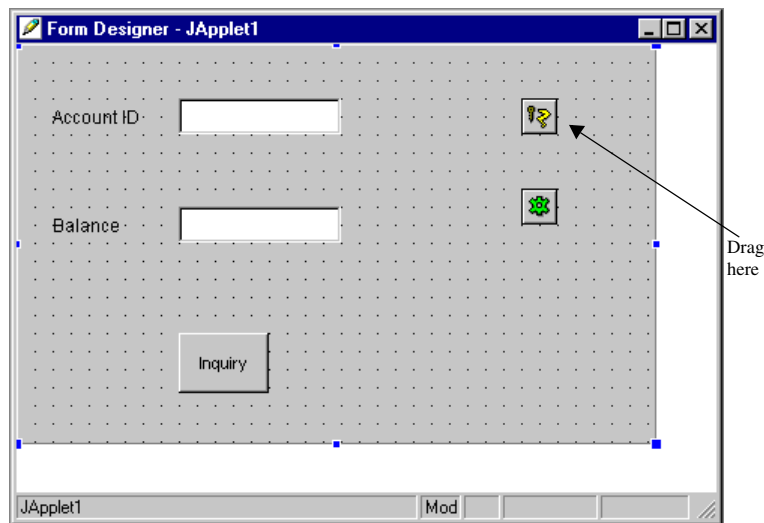 Form Designer - JApplet1
Account ID
Balance
Drag
here
Inquiry
JApplet1
Mod